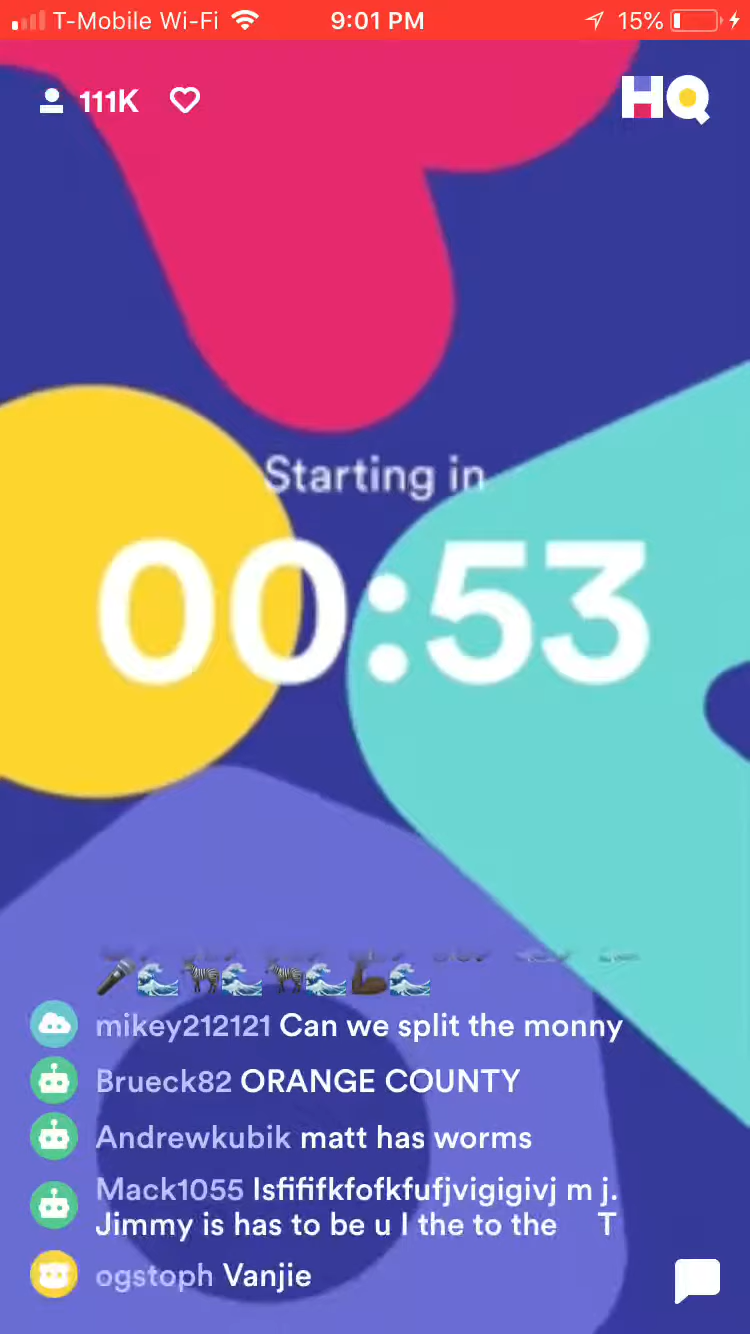 T-Mobile Wi-Fi 9:01 PM 15%
111K HQ
Starting in
00:53
mikey212121 Can we split the monny
Brueck82 ORANGE COUNTY
Andrewkubik matt has worms
Mack1055 lsfififkfofkfufjvigigivj m j.
Jimmy is has to be u I the to the T
ogstoph Vanjie